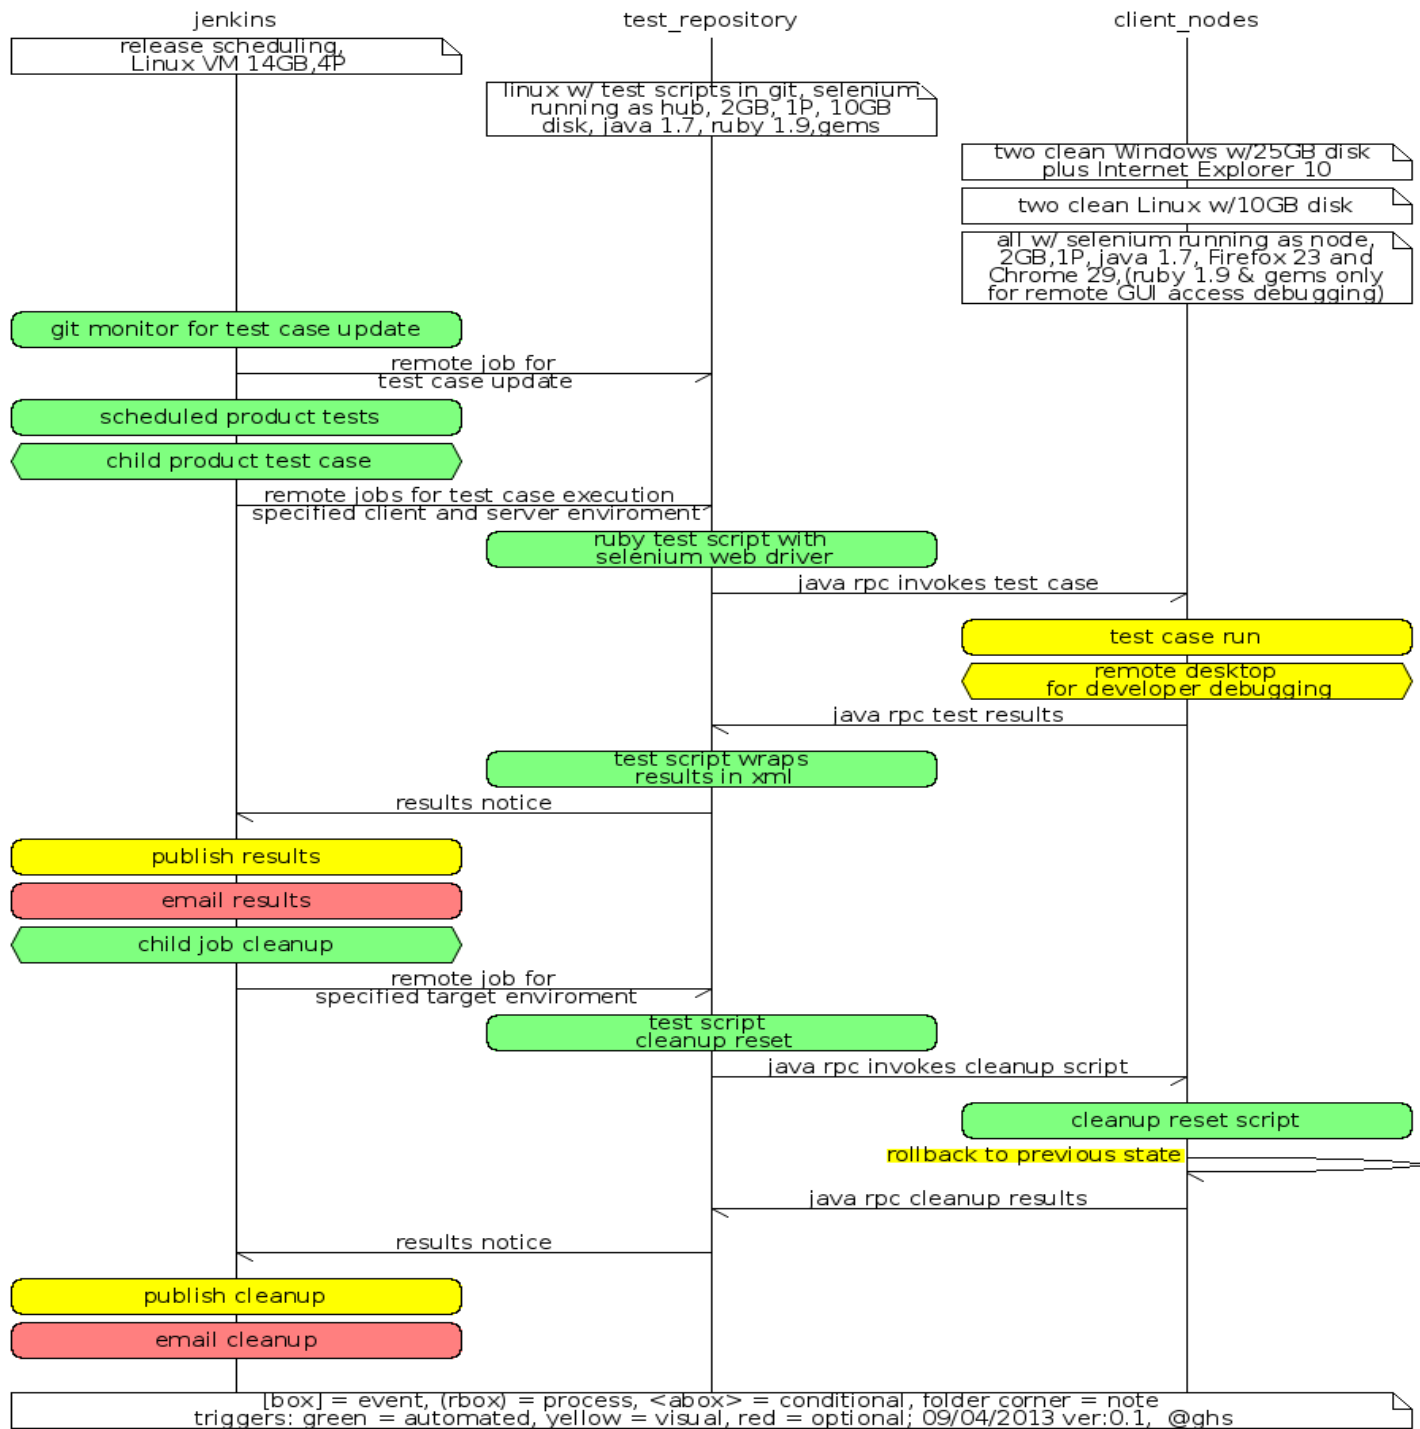 jenkins
test_repository
client_nodes
release scheduling,
Linux VM 14GB,4P
linux w/ test scripts in git, selenium
running as hub, 2GB, 1P, 10GB
disk, java 1.7, ruby 1.9,gems
two clean Windows w/25GB disk
plus Internet Explorer 10
two clean Linux w/10GB disk
all w/ selenium running as node,
2GB,1P, java 1.7, Firefox 23 and
Chrome 29,(ruby 1.9 & gems only
for remote GUI access debugging)
git monitor for test case update
remote job for
test case update
scheduled product tests
child product test case
remote jobs for test case execution
specified client and server enviroment
ruby test script with
selenium web driver
java rpc invokes test case
test case run
remote desktop
for developer debugging
java rpc test results
test script wraps
results in xml
results notice
publish results
email results
child job cleanup
remote job for
specified target enviroment
test script
cleanup reset
java rpc invokes cleanup script
cleanup reset script
rollback to previous state
java rpc cleanup results
results notice
publish cleanup
email cleanup
[box] = event, (rbox) = process, <abox> = conditional, folder corner = note
triggers: green = automated, yellow = visual, red = optional; 09/04/2013 ver:0.1, @ghs